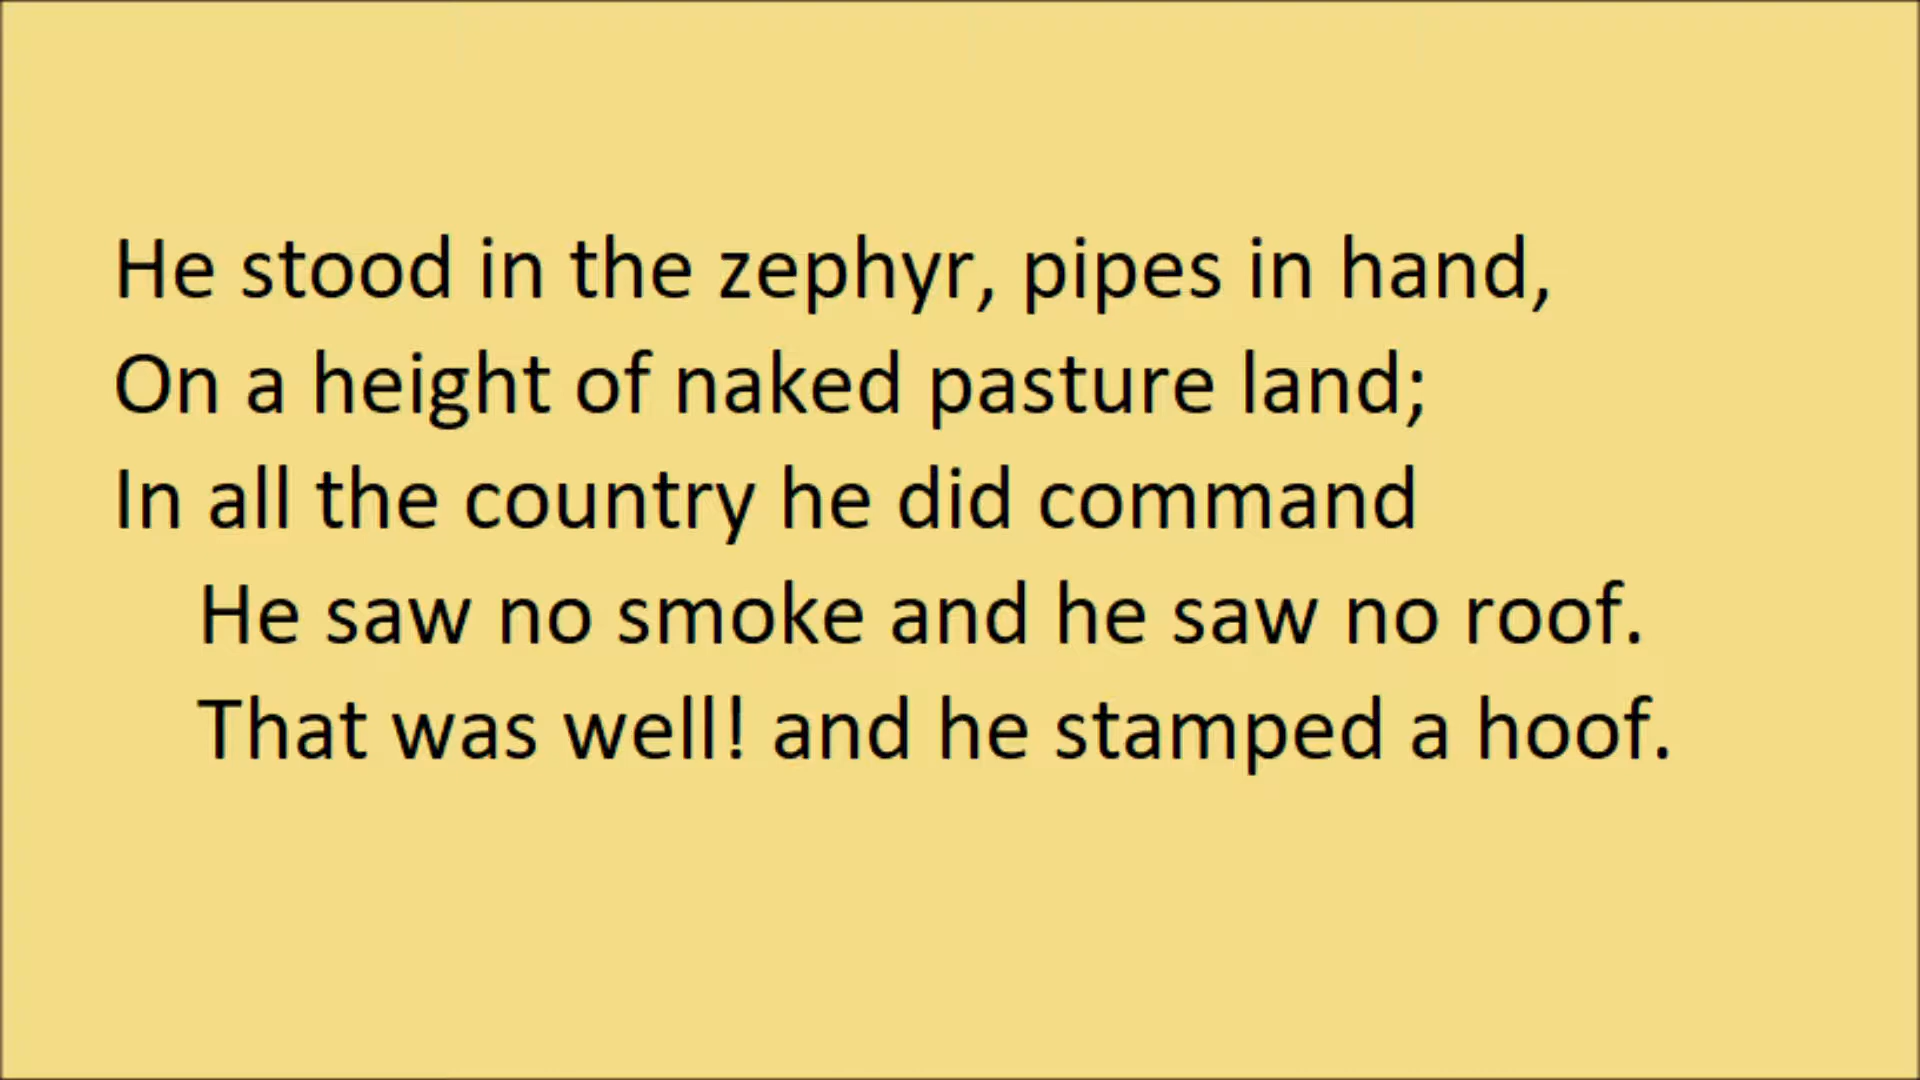 He stood in the zephyr, pipes in hand,
On a height of naked pasture land;
In all the country he did command
He saw no smoke and he saw no roof.
That was well! and he stamped a hoof.